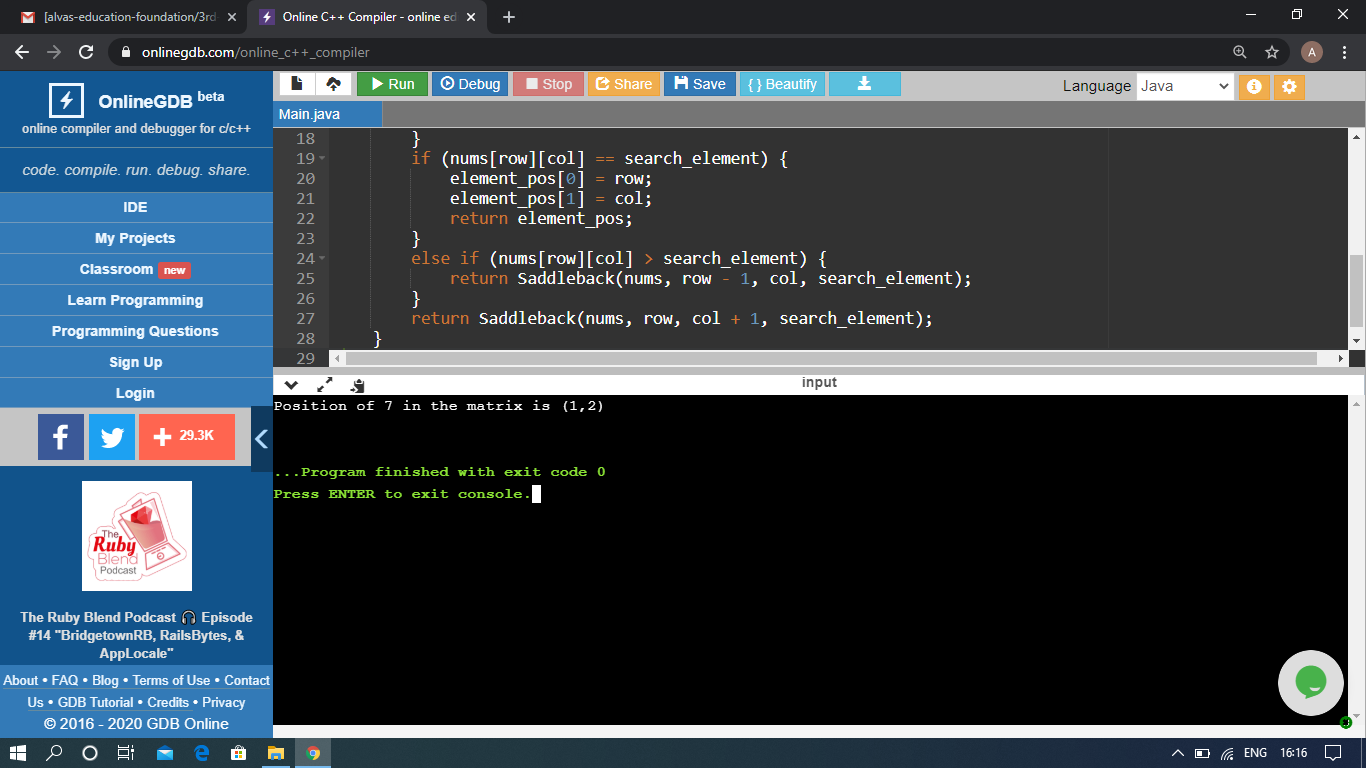 [alvas-education-foundation/3rd
Online C++ Compiler - online ed
onlinegdb.com/online_c++_compiler
A
OnlineGDB beta
online compiler and debugger for c/c++
code. compile. run. debug. share.
IDE
My Projects
Classroom new
Learn Programming
Programming Questions
Sign Up
Login
29.3K
The
Ruby
Blend
Podcast
The Ruby Blend Podcast 🎧 Episode
#14 "BridgetownRB, RailsBytes, &
AppLocale"
About • FAQ • Blog • Terms of Use • Contact
Us • GDB Tutorial • Credits • Privacy
© 2016 - 2020 GDB Online
Run Debug Stop Share Save { } Beautify
Language Java
Main.java
18 }
19 if (nums[row][col] == search_element) {
20 element_pos[0] = row;
21 element_pos[1] = col;
22 return element_pos;
23 }
24 else if (nums[row][col] > search_element) {
25 return Saddleback(nums, row - 1, col, search_element);
26 }
27 return Saddleback(nums, row, col + 1, search_element);
28 }
29
input
Position of 7 in the matrix is (1,2)
...Program finished with exit code 0
Press ENTER to exit console.
ENG 16:16